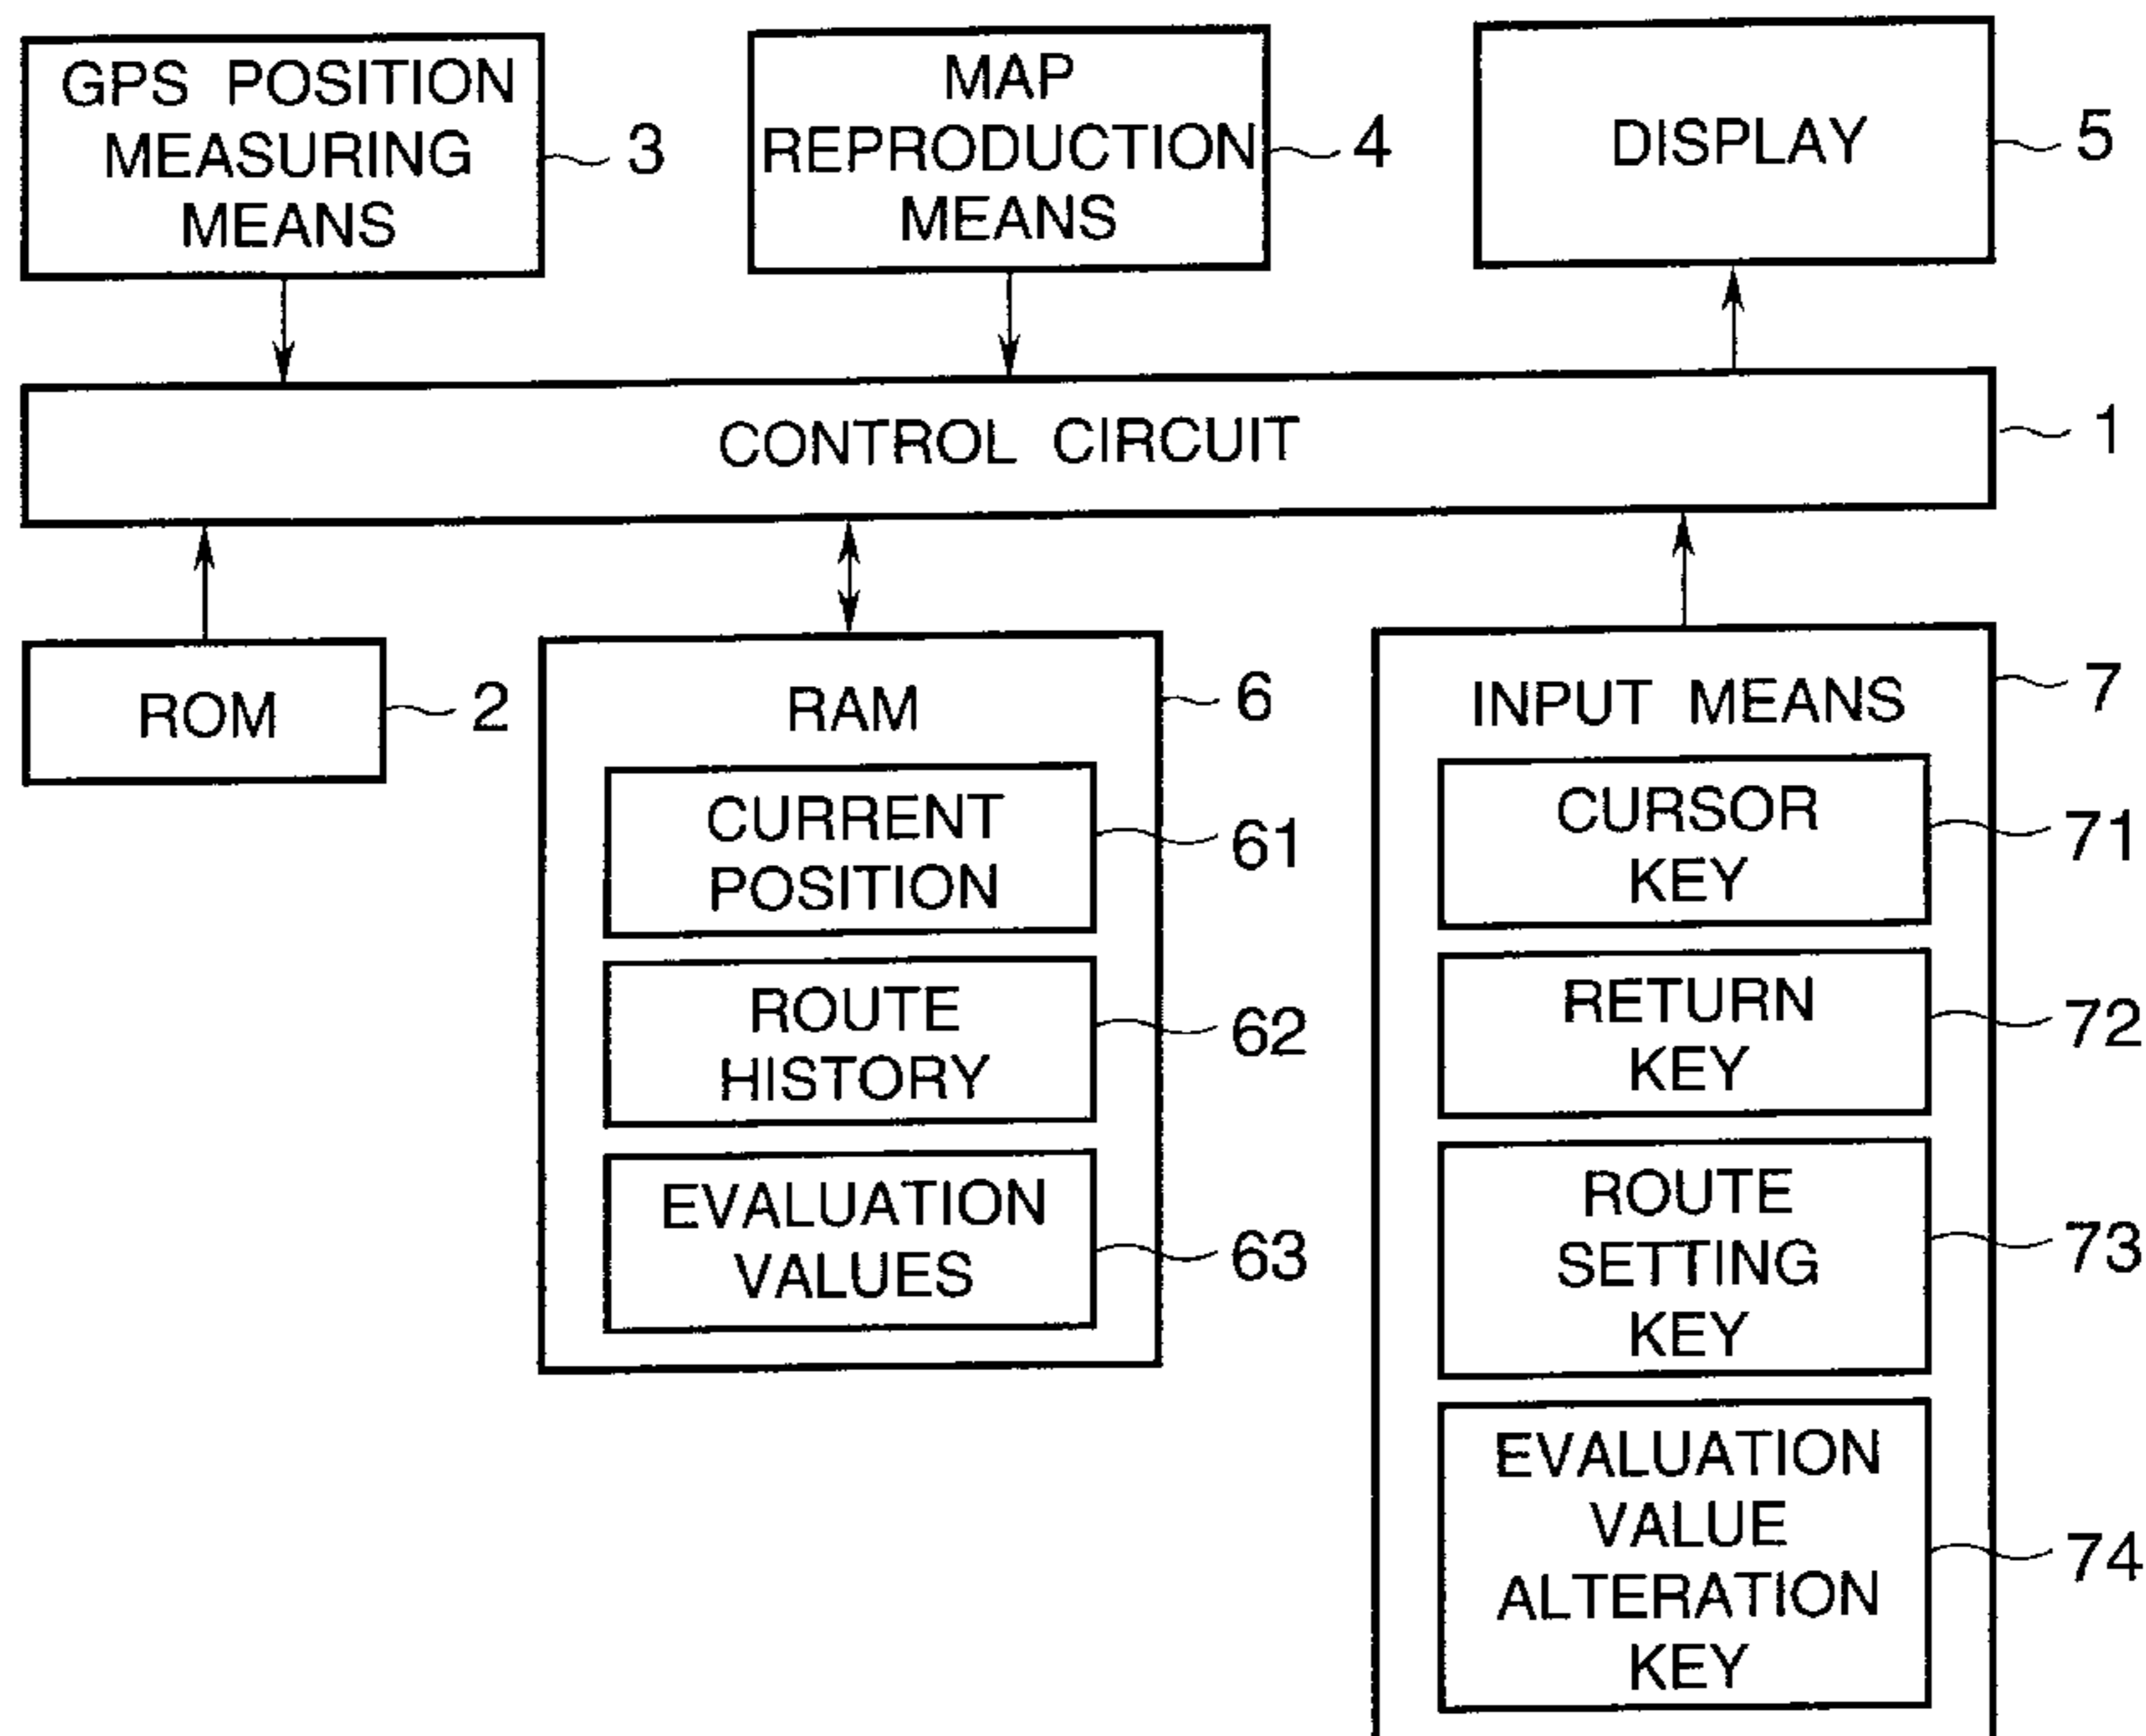 GPS POSITION
MEASURING
MEANS
3
MAP
REPRODUCTION
MEANS
4
DISPLAY
5
CONTROL CIRCUIT
1
ROM
2
RAM
6
CURRENT
POSITION
61
ROUTE
HISTORY
62
EVALUATION
VALUES
63
INPUT MEANS
7
CURSOR
KEY
71
RETURN
KEY
72
ROUTE
SETTING
KEY
73
EVALUATION
VALUE
ALTERATION
KEY
74